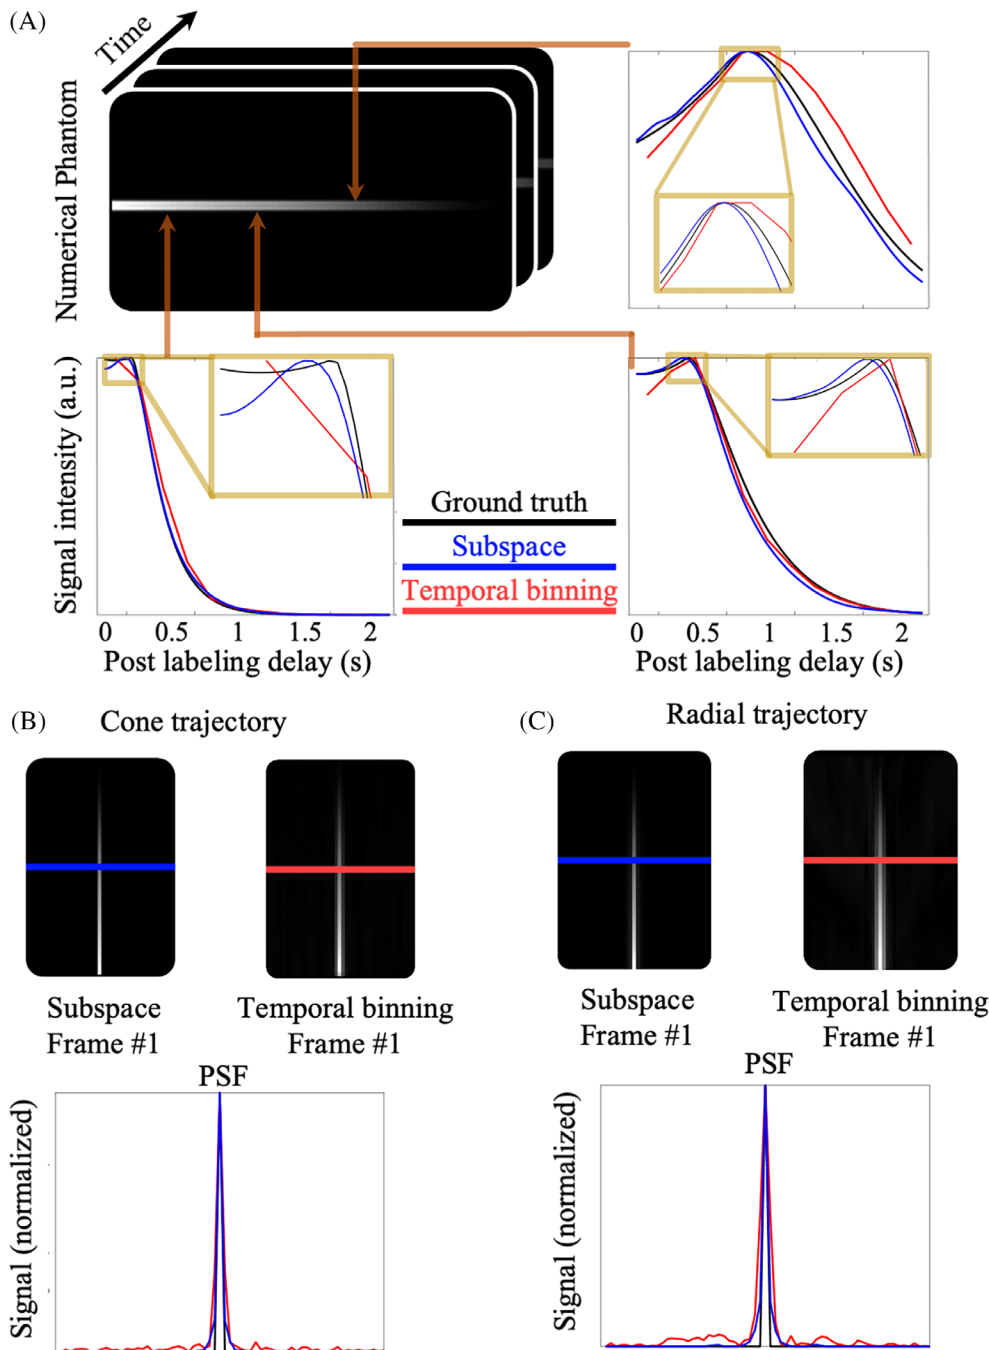 (A)
Time
Numerical Phantom
Signal intensity (a.u.)
Ground truth
Subspace
Temporal binning
0 0.5 1 1.5 2
Post labeling delay (s)
0 0.5 1 1.5 2
Post labeling delay (s)
(B)
Cone trajectory
Subspace
Frame #1
Temporal binning
Frame #1
PSF
Signal (normalized)
(C)
Radial trajectory
Subspace
Frame #1
Temporal binning
Frame #1
PSF
Signal (normalized)